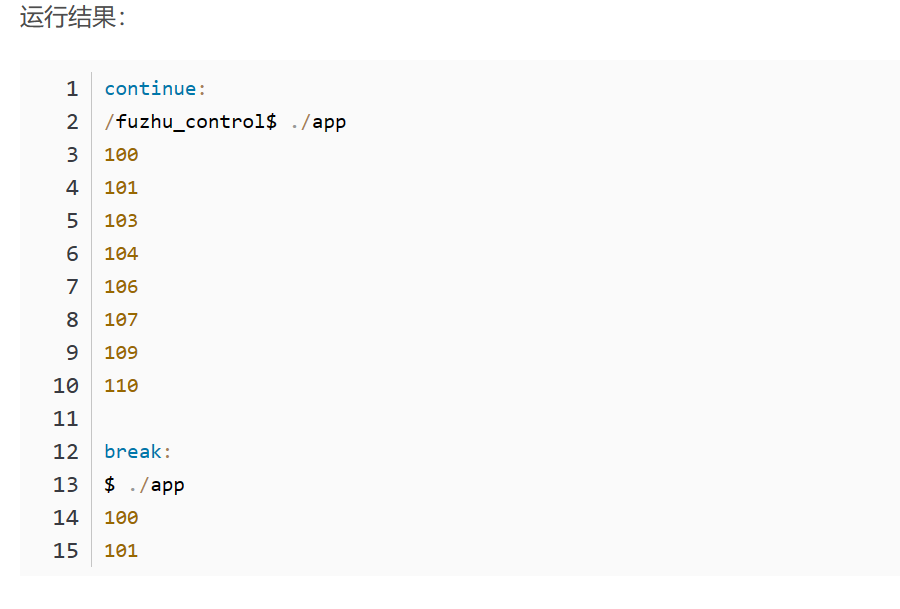 运行结果：
1 continue:
2 /fuzhu_control$ ./app
3 100
4 101
5 103
6 104
7 106
8 107
9 109
10 110
11
12 break:
13 $ ./app
14 100
15 101